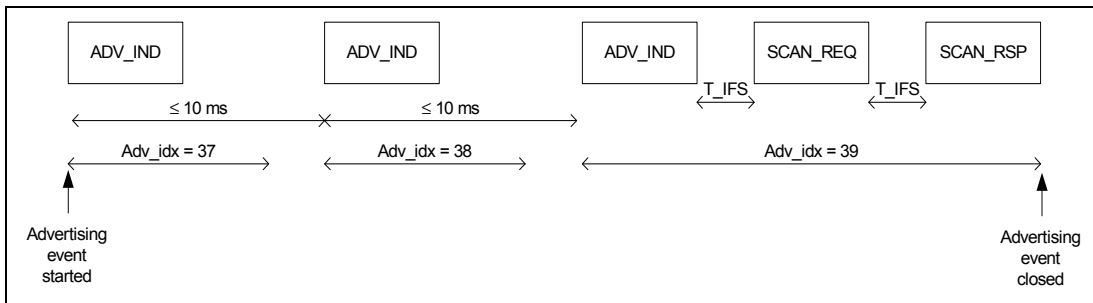 ADV_IND
ADV_IND
ADV_IND
SCAN_REQ
SCAN_RSP
T_IFS
T_IFS
≤ 10 ms
≤ 10 ms
Adv_idx = 37
Adv_idx = 38
Adv_idx = 39
Advertising
event
started
Advertising
event
closed